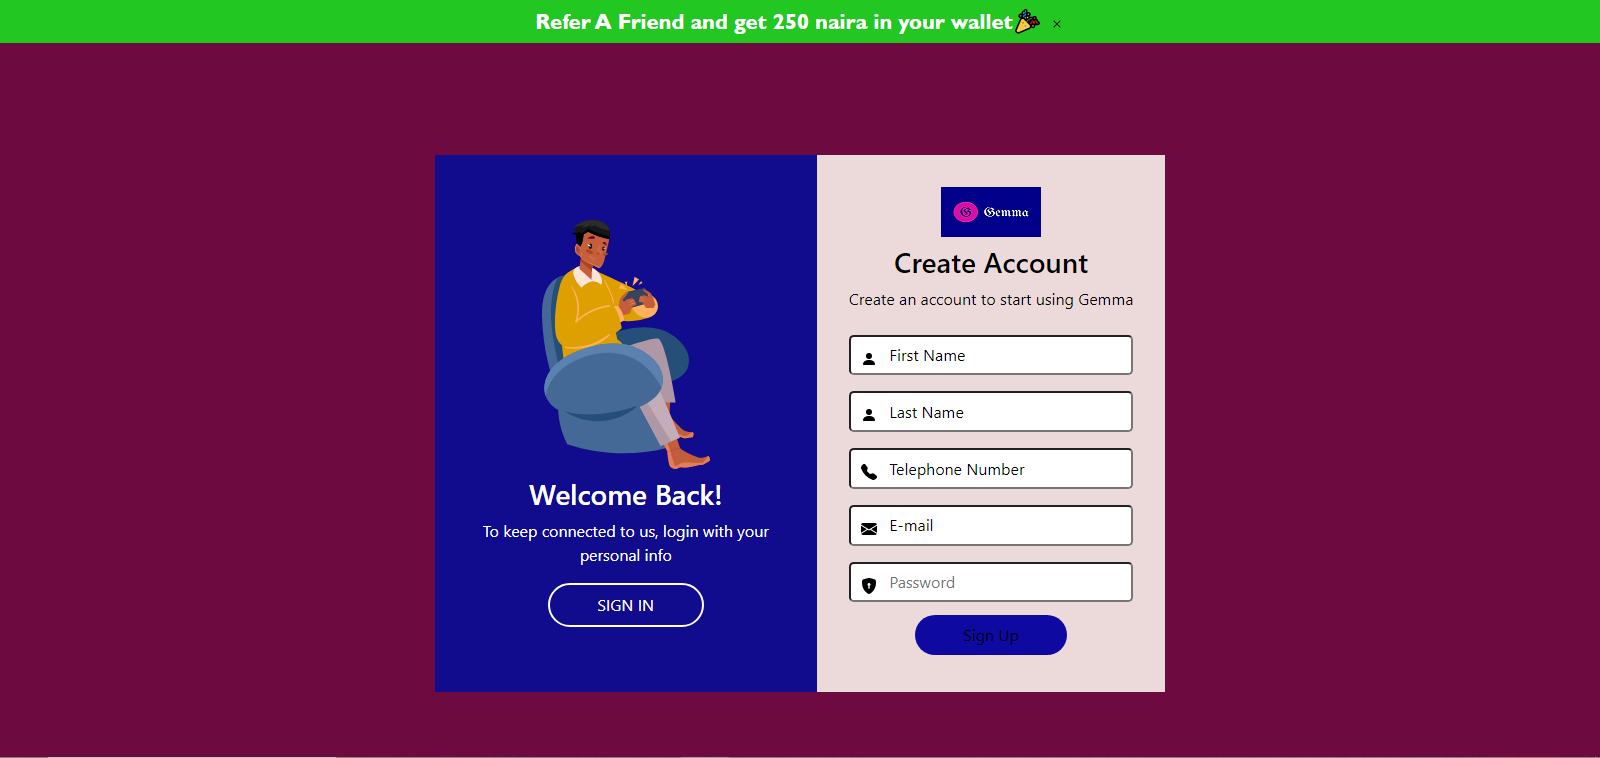 Refer A Friend and get 250 naira in your wallet
×
Welcome Back!
To keep connected to us, login with your
personal info
SIGN IN
G Gemma
Create Account
Create an account to start using Gemma
First Name
Last Name
Telephone Number
E-mail
Password
Sign Up